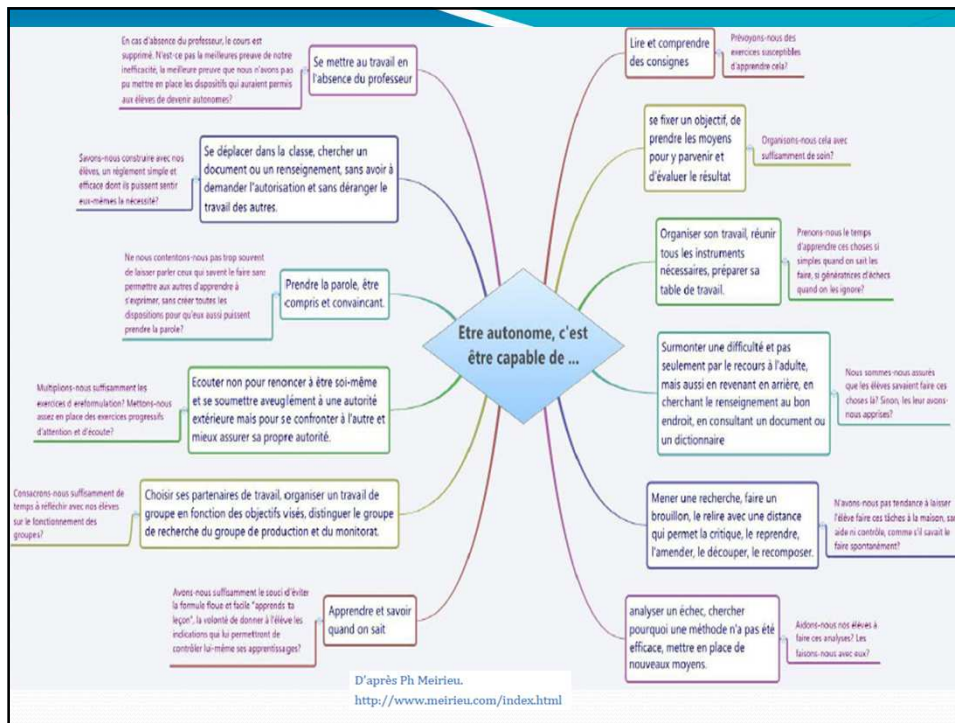 Etre autonome, c'est
être capable de ...
Lire et comprendre
des consignes
Prévoyons-nous des
exercices susceptibles
d'apprendre cela?
se fixer un objectif, de
prendre les moyens
pour y parvenir et
d'évaluer le résultat
Organisons-nous cela avec
suffisamment de soin?
Organiser son travail, réunir
tous les instruments
nécessaires, préparer sa
table de travail.
Prenons-nous le temps
d'apprendre ces choses si
simples quand on sait les
faire, si génératrices d'échecs
quand on les ignore?
Surmonter une difficulté et pas
seulement par le recours à l'adulte,
mais aussi en revenant en arrière, en
cherchant le renseignement au bon
endroit, en consultant un document ou
un dictionnaire
Nous sommes-nous assurés
que les élèves savaient faire ces
choses là? Sinon, les leur avons-
nous apprises?
Mener une recherche, faire un
brouillon, le relire avec une distance
qui permet la critique, le reprendre,
l'amender, le découper, le recomposer.
N'avons-nous pas tendance à laisser
l'élève faire ces tâches à la maison, san
aide ni contrôle, comme s'il savait le
faire spontanément?
analyser un échec, chercher
pourquoi une méthode n'a pas été
efficace, mettre en place de
nouveaux moyens.
Aidons-nous nos élèves à
faire ces analyses? Les
faisons-nous avec eux?
En cas d'absence du professeur, le cours est
supprimé. N'est-ce pas la meilleures preuve de notre
inefficacité, la meilleure preuve que nous n'avons pas
pu mettre en place les dispositifs qui auraient permis
aux élèves de devenir autonomes?
Se mettre au travail en
l'absence du professeur
Savons-nous construire avec nos
élèves, un règlement simple et
efficace dont ils puissent sentir
eux-mêmes la nécessité?
Se déplacer dans la classe, chercher un
document ou un renseignement, sans avoir à
demander l'autorisation et sans déranger le
travail des autres.
Ne nous contentons-nous pas trop souvent
de laisser parler ceux qui savent le faire sans
permettre aux autres d'apprendre à
s'exprimer, sans créer toutes les
dispositions pour qu'eux aussi puissent
prendre la parole?
Prendre la parole, être
compris et convaincant.
Multiplions-nous suffisamment les
exercices d ereformulation? Mettons-nous
assez en place des exercices progressifs
d'attention et d'écoute?
Ecouter non pour renoncer à être soi-même
et se soumettre aveuglément à une autorité
extérieure mais pour se confronter à l'autre et
mieux assurer sa propre autorité.
Consacrons-nous suffisamment de
temps à réfléchir avec nos élèves
sur le fonctionnement des
groupes?
Choisir ses partenaires de travail, organiser un travail de
groupe en fonction des objectifs visés, distinguer le groupe
de recherche du groupe de production et du monitorat.
Avons-nous suffisamment le souci d'éviter
la formule floue et facile "apprends ta
leçon", la volonté de donner à l'élève les
indications qui lui permettront de
contrôler lui-même ses apprentissages?
Apprendre et savoir
quand on sait
D'après Ph Meirieu.
http://www.meirieu.com/index.html